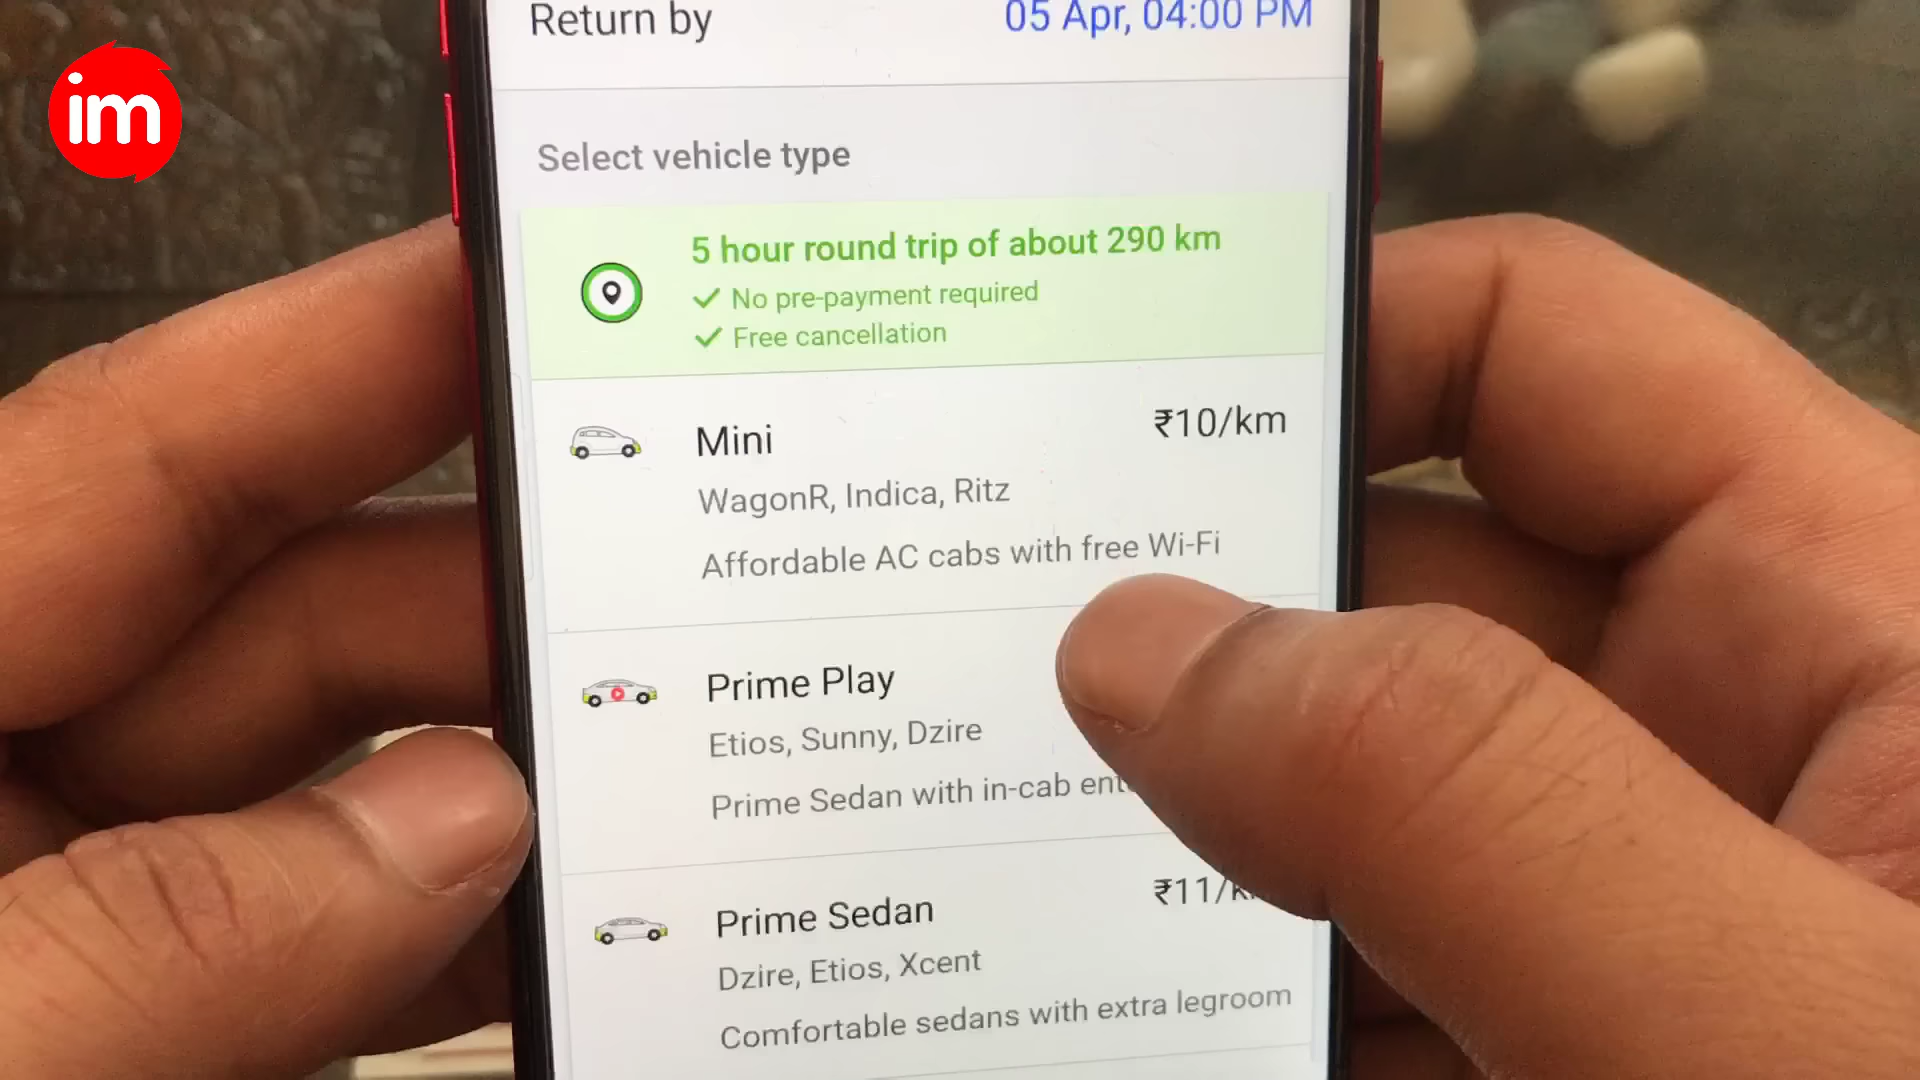 im
Return by 05 Apr, 04:00 PM
Select vehicle type
5 hour round trip of about 290 km
No pre-payment required
Free cancellation
Mini ₹10/km
WagonR, Indica, Ritz
Affordable AC cabs with free Wi-Fi
Prime Play
Etios, Sunny, Dzire
Prime Sedan with in-cab
Prime Sedan ₹11/
Dzire, Etios, Xcent
Comfortable sedans with extra legroom